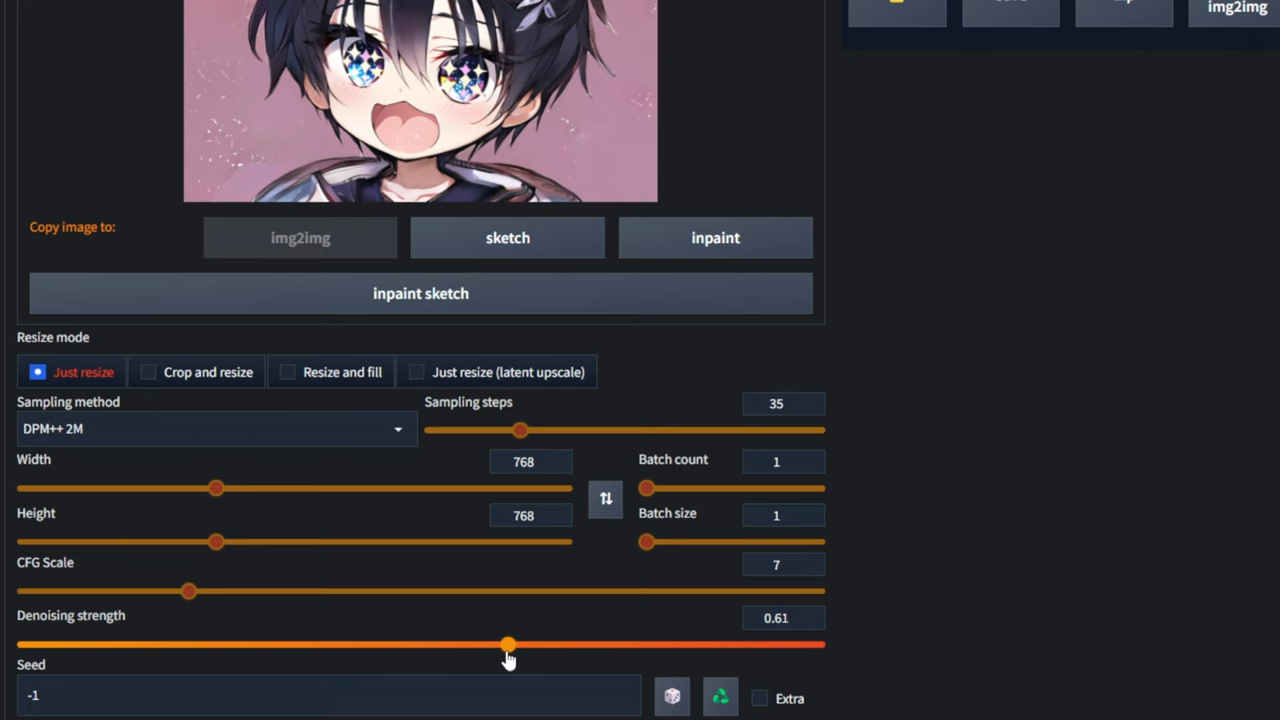 img2img
Copy image to:
img2img
sketch
inpaint
inpaint sketch
Resize mode
Just resize
Crop and resize
Resize and fill
Just resize (latent upscale)
Sampling method
Sampling steps
35
DPM++ 2M
Width
768
Batch count
1
Height
768
Batch size
1
CFG Scale
7
Denoising strength
0.61
Seed
-1
Extra